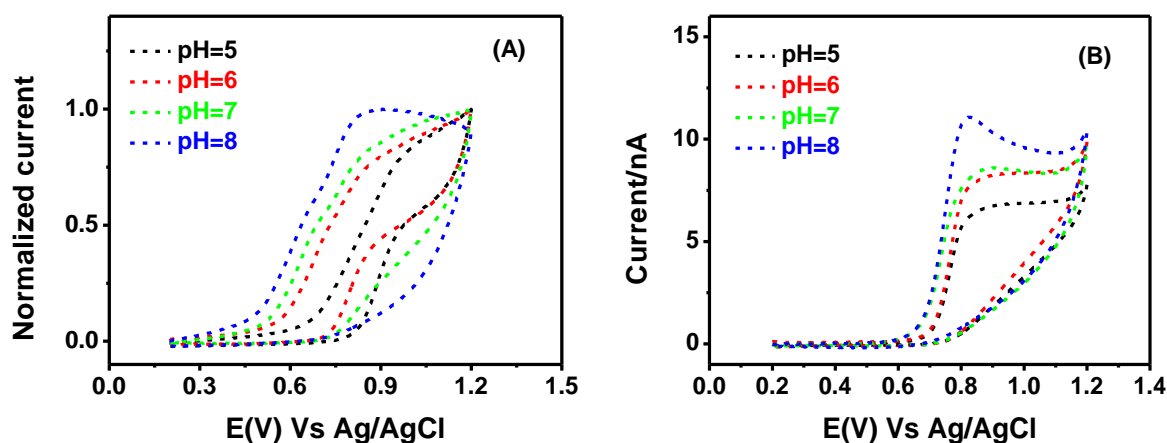 (A)
pH=5
pH=6
pH=7
pH=8
Normalized current
1.0
0.5
0.0
0.0 0.3 0.6 0.9 1.2 1.5
E(V) Vs Ag/AgCl
(B)
pH=5
pH=6
pH=7
pH=8
Current/nA
15
10
5
0
0.0 0.2 0.4 0.6 0.8 1.0 1.2 1.4
E(V) Vs Ag/AgCl